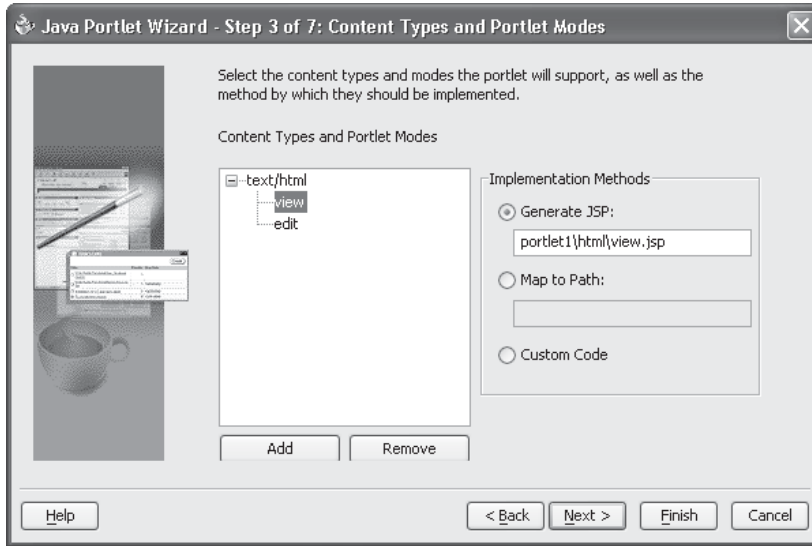 Java Portlet Wizard - Step 3 of 7: Content Types and Portlet Modes
Select the content types and modes the portlet will support, as well as the
method by which they should be implemented.
Content Types and Portlet Modes
text/html
view
edit
Implementation Methods
Generate JSP:
portlet1\html\view.jsp
Map to Path:
Custom Code
Add
Remove
Help
< Back
Next >
Finish
Cancel